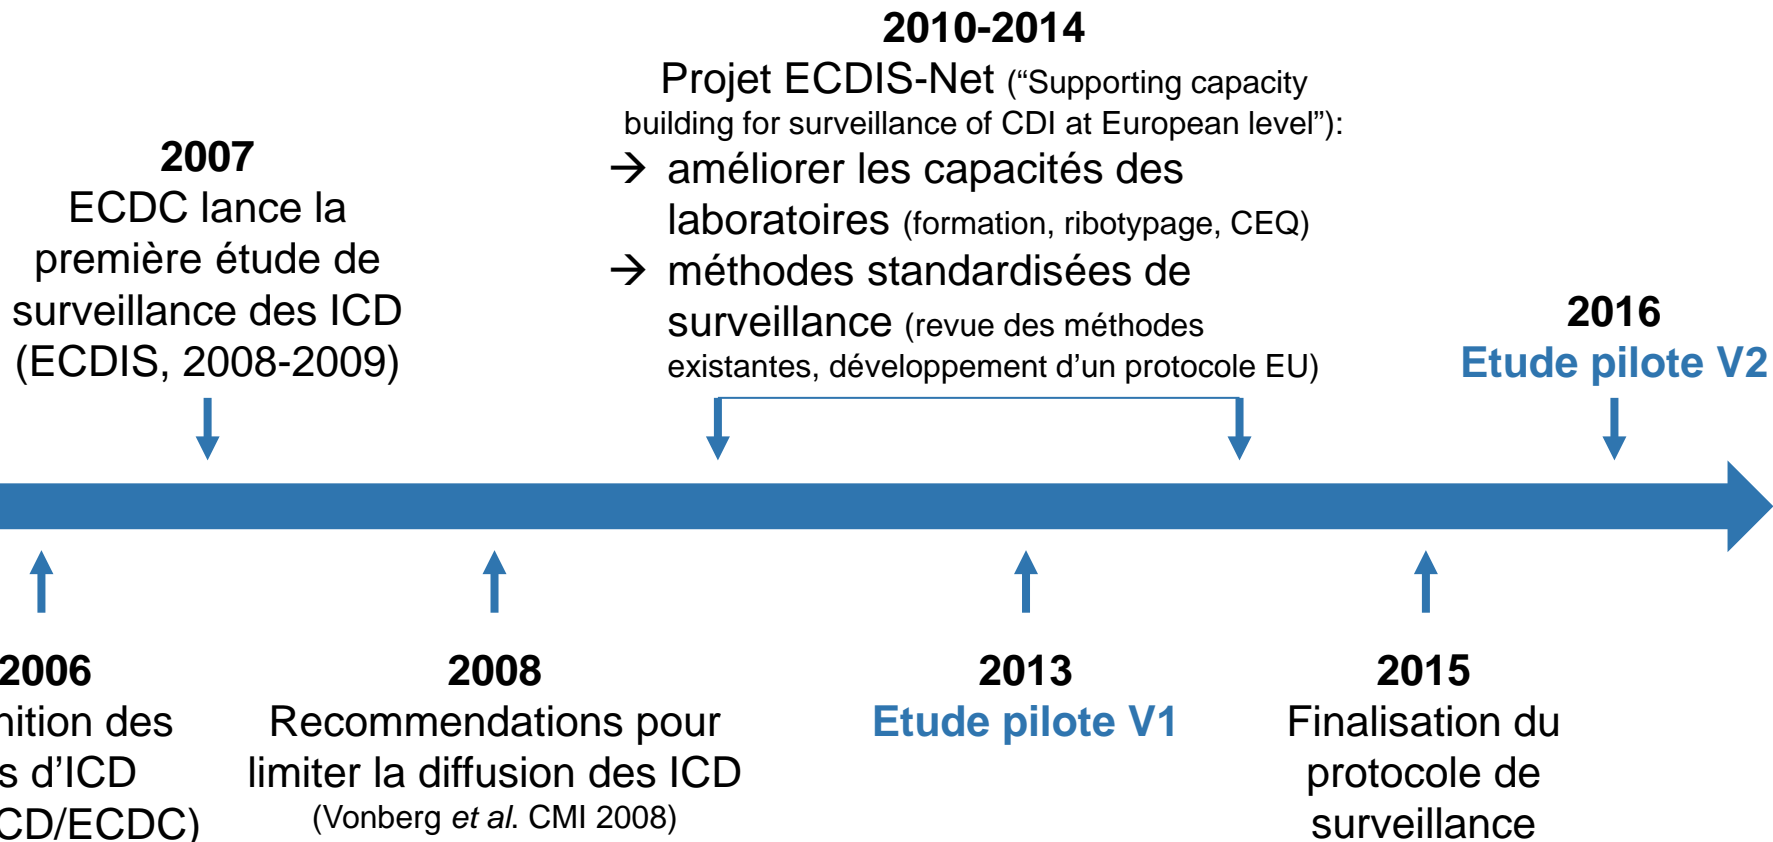 2010-2014
Projet ECDIS-Net (“Supporting capacity
building for surveillance of CDI at European level”):
→ améliorer les capacités des
laboratoires (formation, ribotypage, CEQ)
→ méthodes standardisées de
surveillance (revue des méthodes
existantes, développement d’un protocole EU)
2007
ECDC lance la
première étude de
surveillance des ICD
(ECDIS, 2008-2009)
2016
Etude pilote V2
2006
nition des
s d’ICD
CD/ECDC)
2008
Recommendations pour
limiter la diffusion des ICD
(Vonberg et al. CMI 2008)
2013
Etude pilote V1
2015
Finalisation du
protocole de
surveillance